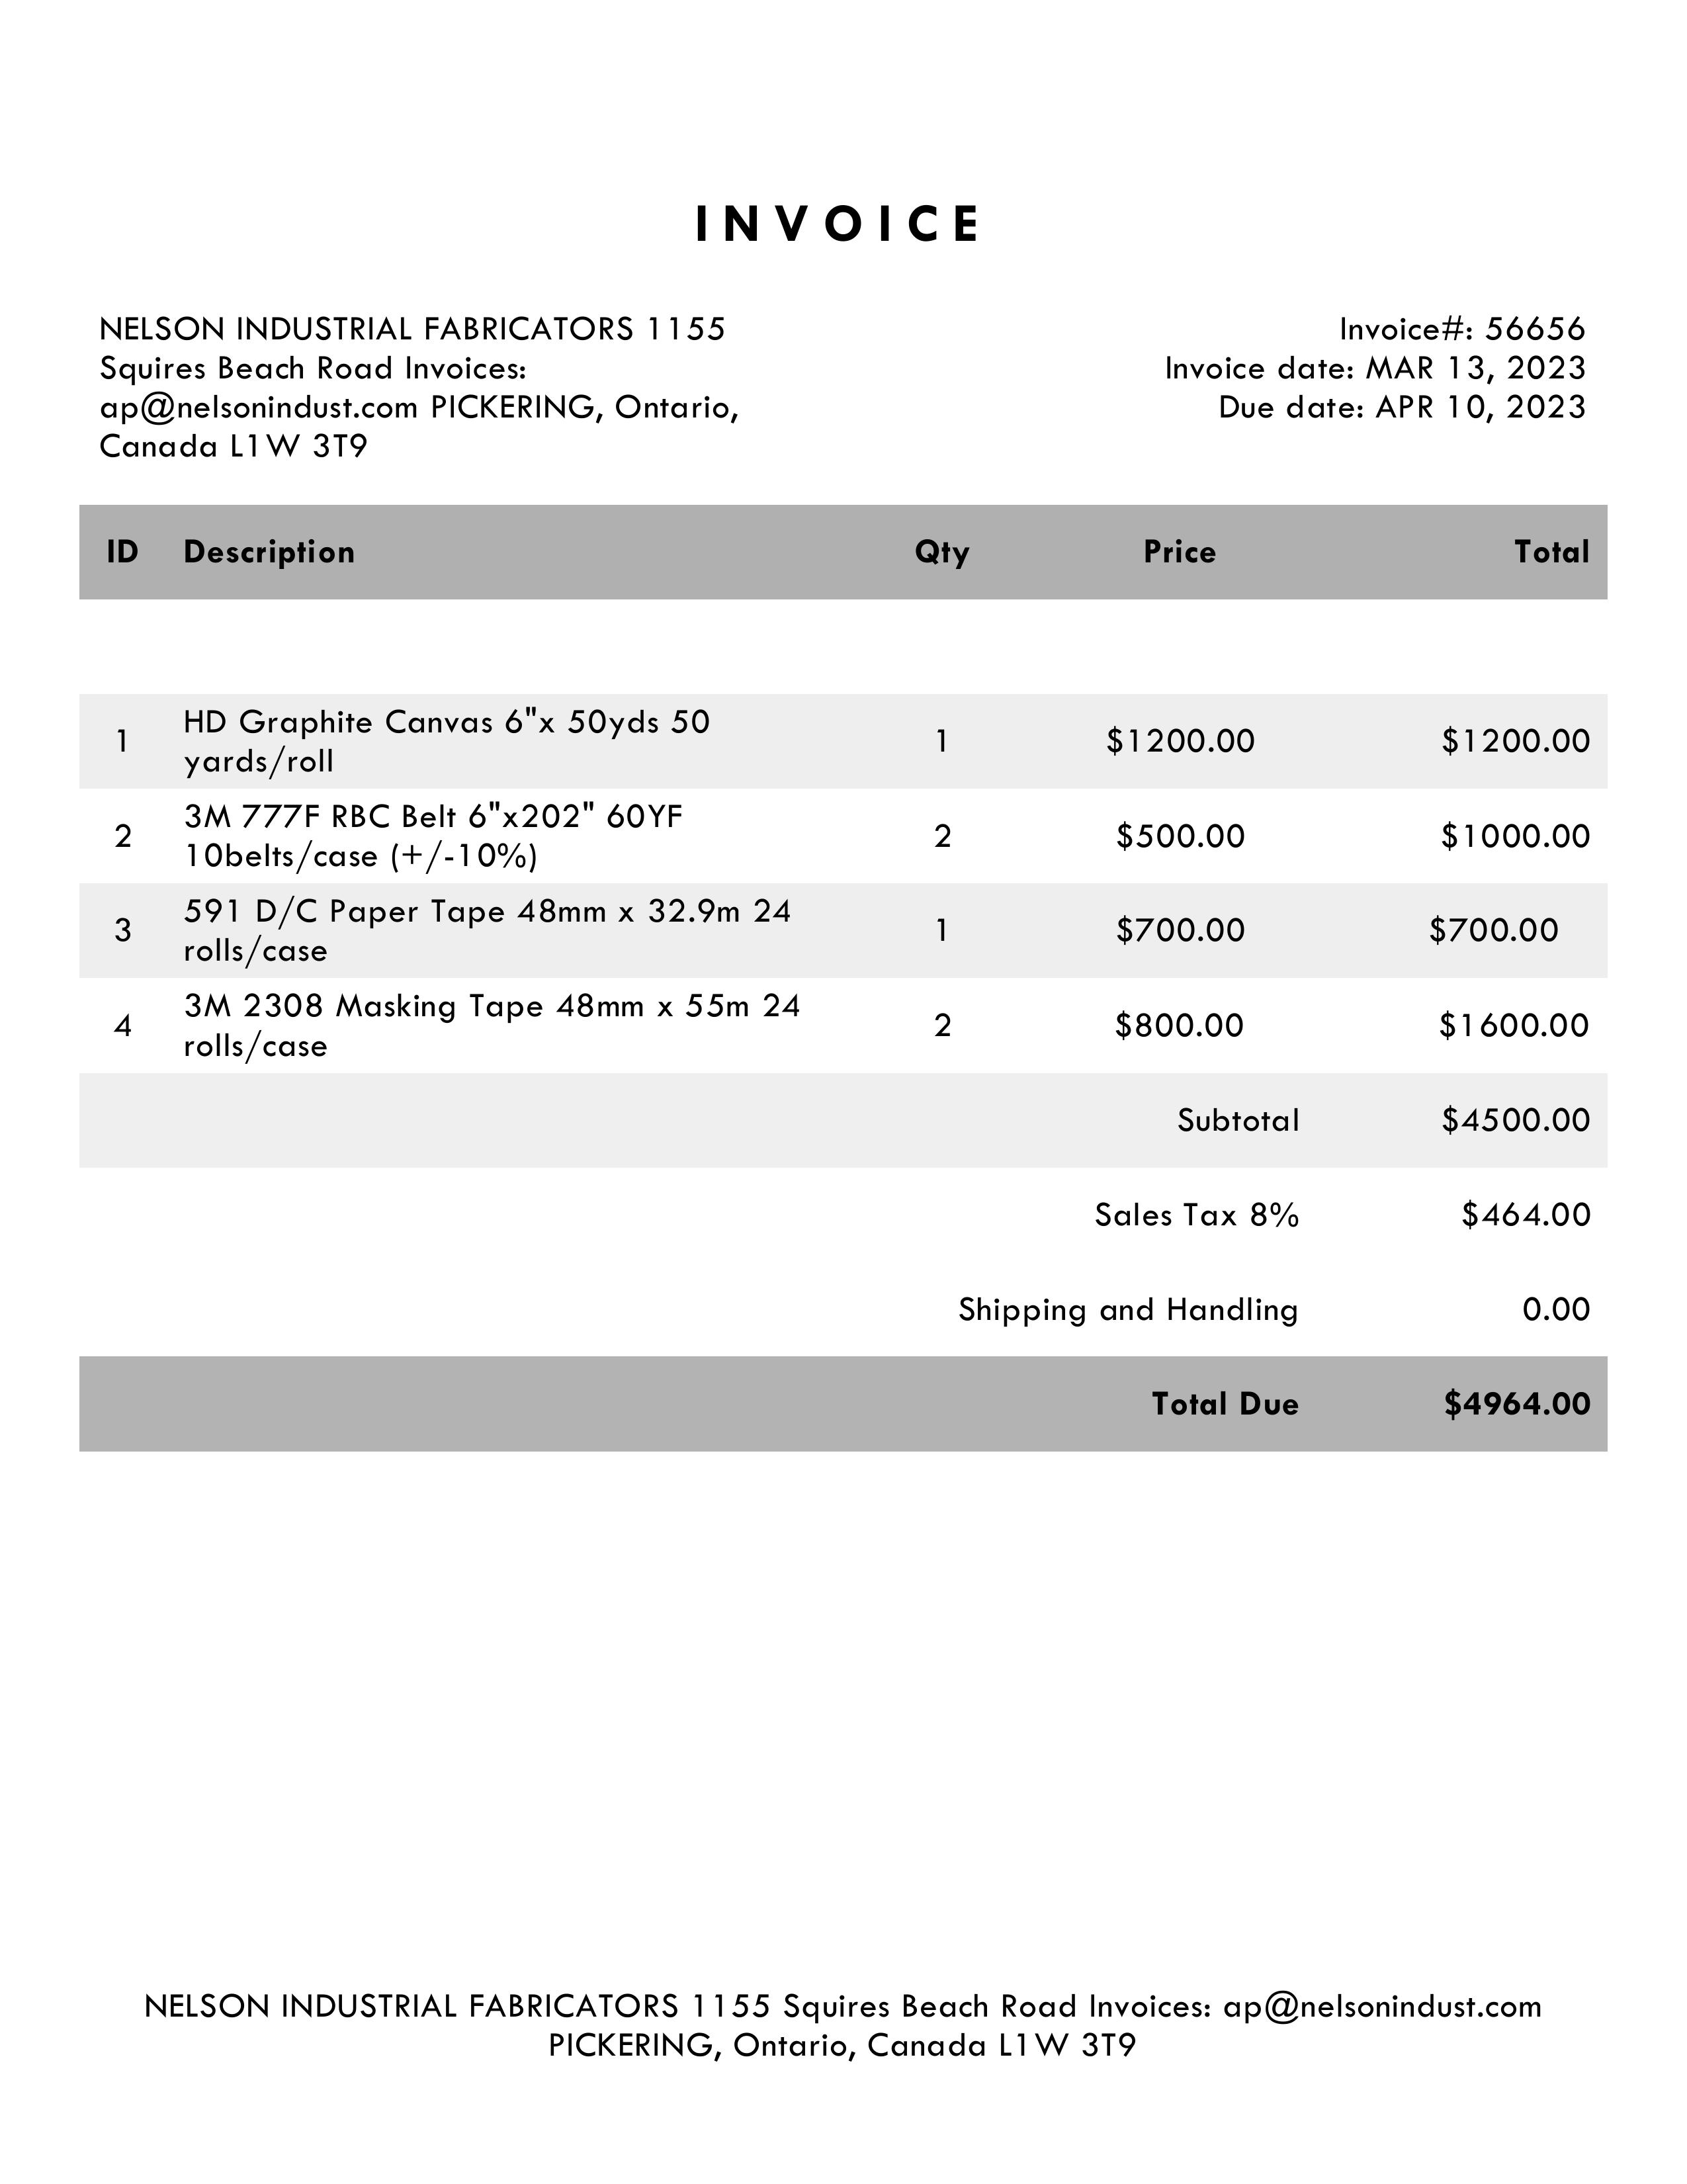 INVOICE
NELSON INDUSTRIAL FABRICATORS 1155
Squires Beach Road Invoices:
ap@nelsonindust.com PICKERING, Ontario,
Canada L1W 3T9
Invoice#: 56656
Invoice date: MAR 13, 2023
Due date: APR 10, 2023
ID Description Qty Price Total
1 HD Graphite Canvas 6"x 50yds 50
yards/roll 1 $1200.00 $1200.00
2 3M 777F RBC Belt 6"x202" 60YF
10belts/case (+/-10%) 2 $500.00 $1000.00
3 591 D/C Paper Tape 48mm x 32.9m 24
rolls/case 1 $700.00 $700.00
4 3M 2308 Masking Tape 48mm x 55m 24
rolls/case 2 $800.00 $1600.00
Subtotal $4500.00
Sales Tax 8% $464.00
Shipping and Handling 0.00
Total Due $4964.00
NELSON INDUSTRIAL FABRICATORS 1155 Squires Beach Road Invoices: ap@nelsonindust.com
PICKERING, Ontario, Canada L1W 3T9